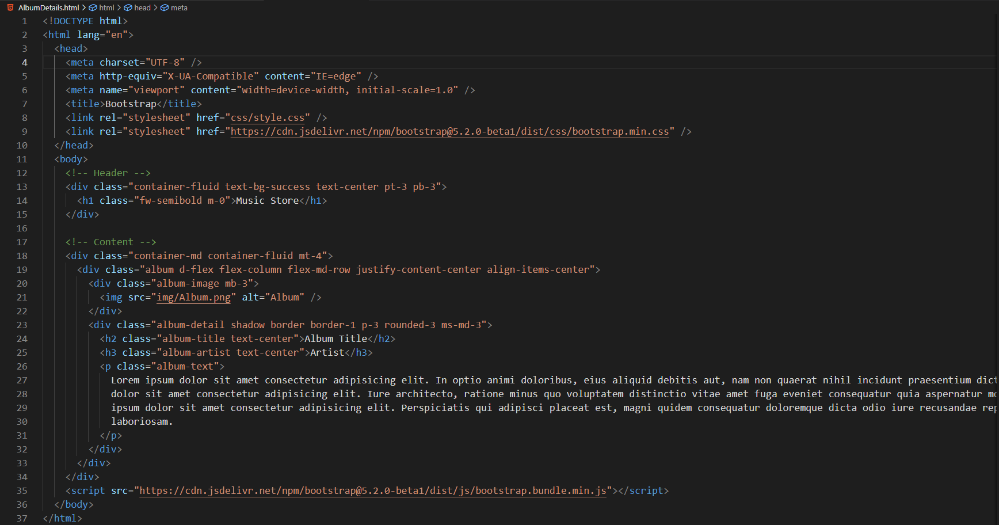 AlbumDetails.html > html > head > meta
1 <!DOCTYPE html>
2 <html lang="en">
3 <head>
4 <meta charset="UTF-8" />
5 <meta http-equiv="X-UA-Compatible" content="IE=edge" />
6 <meta name="viewport" content="width=device-width, initial-scale=1.0" />
7 <title>Bootstrap</title>
8 <link rel="stylesheet" href="css/style.css" />
9 <link rel="stylesheet" href="https://cdn.jsdelivr.net/npm/bootstrap@5.2.0-beta1/dist/css/bootstrap.min.css" />
10 </head>
11 <body>
12 <!-- Header -->
13 <div class="container-fluid text-bg-success text-center pt-3 pb-3">
14 <h1 class="fw-semibold m-0">Music Store</h1>
15 </div>
16
17 <!-- Content -->
18 <div class="container-md container-fluid mt-4">
19 <div class="album d-flex flex-column flex-md-row justify-content-center align-items-center">
20 <div class="album-image mb-3">
21 <img src="img/Album.png" alt="Album" />
22 </div>
23 <div class="album-detail shadow border border-1 p-3 rounded-3 ms-md-3">
24 <h2 class="album-title text-center">Album Title</h2>
25 <h3 class="album-artist text-center">Artist</h3>
26 <p class="album-text">
27 Lorem ipsum dolor sit amet consectetur adipisicing elit. In optio animi doloribus, eius aliquid debitis aut, nam non quaerat nihil incidunt praesentium dict
28 dolor sit amet consectetur adipisicing elit. Iure architecto, ratione minus quo voluptatem distinctio vitae amet fuga eveniet consequatur quia aspernatur
29 ipsum dolor sit amet consectetur adipisicing elit. Perspiciatis qui adipisci placeat est, magni quidem consequatur doloremque dicta odio iure recusandae
30 laboriosam.
31 </p>
32 </div>
33 </div>
34 </div>
35 <script src="https://cdn.jsdelivr.net/npm/bootstrap@5.2.0-beta1/dist/js/bootstrap.bundle.min.js"></script>
36 </body>
37 </html>